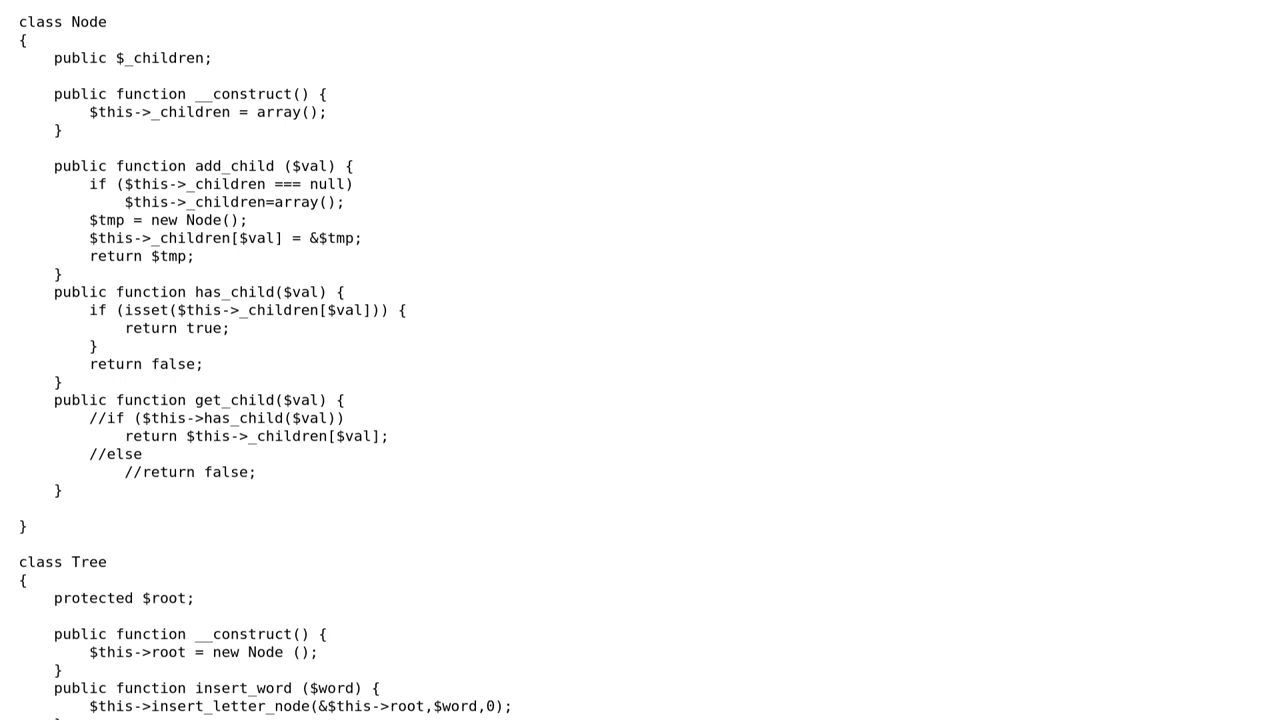 class Node
{
    public $_children;

    public function __construct() {
        $this->_children = array();
    }

    public function add_child ($val) {
        if ($this->_children === null)
            $this->_children=array();
        $tmp = new Node();
        $this->_children[$val] = &$tmp;
        return $tmp;
    }
    public function has_child($val) {
        if (isset($this->_children[$val])) {
            return true;
        }
        return false;
    }
    public function get_child($val) {
        //if ($this->has_child($val))
            return $this->_children[$val];
        //else
            //return false;
    }

}

class Tree
{
    protected $root;

    public function __construct() {
        $this->root = new Node ();
    }
    public function insert_word ($word) {
        $this->insert_letter_node(&$this->root,$word,0);